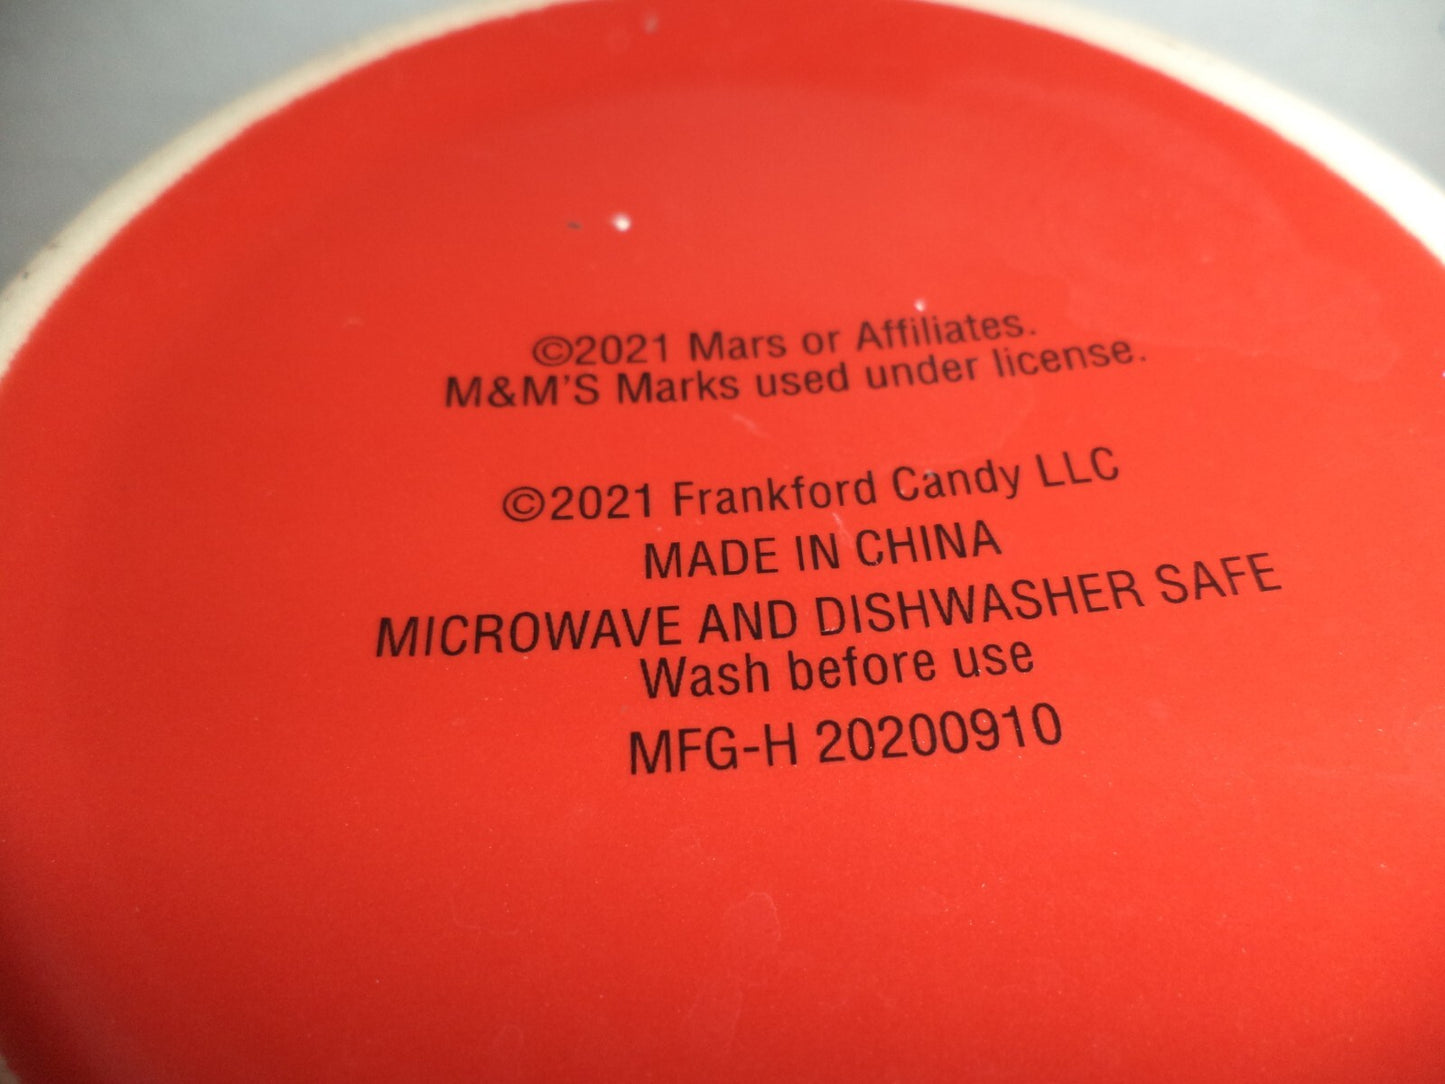 ©2021 Mars or Affiliates.
M&M'S Marks used under license.
©2021 Frankford Candy LLC
MADE IN CHINA
MICROWAVE AND DISHWASHER SAFE
Wash before use
MFG-H 20200910